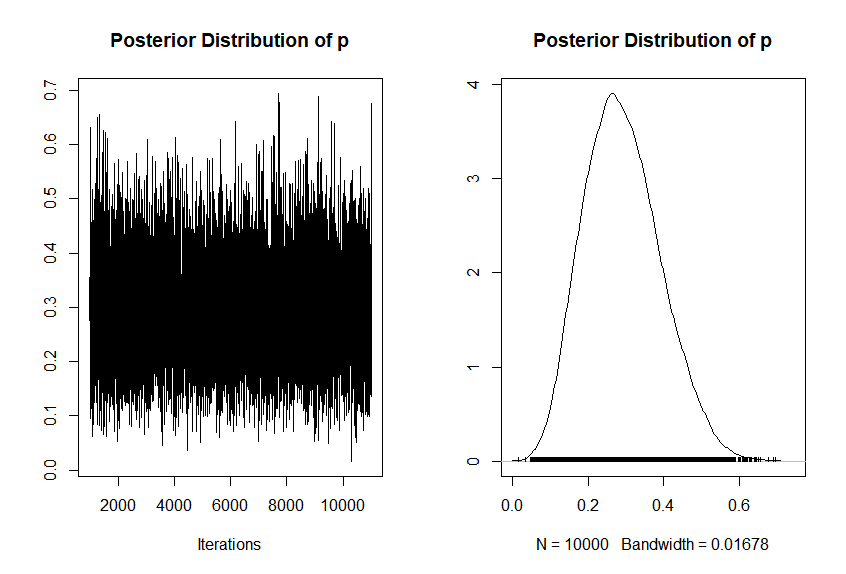 Posterior Distribution of p
0.7
0.6
0.5
0.4
0.3
0.2
0.1
0.0
2000 4000 6000 8000 10000
Iterations
Posterior Distribution of p
4
3
2
1
0
0.0 0.2 0.4 0.6
N = 10000 Bandwidth = 0.01678